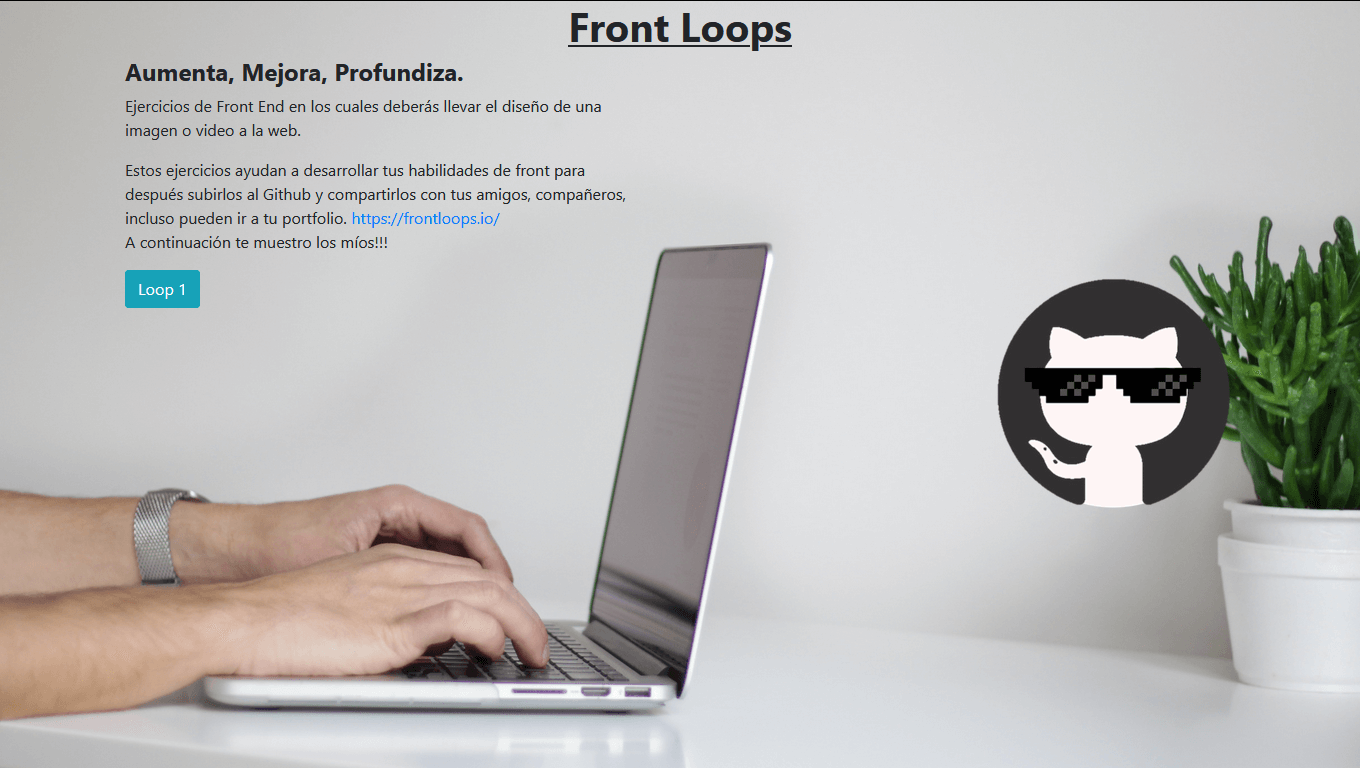 Front Loops
Aumenta, Mejora, Profundiza.
Ejercicios de Front End en los cuales deberás llevar el diseño de una
imagen o video a la web.
Estos ejercicios ayudan a desarrollar tus habilidades de front para
después subirlos al Github y compartirlos con tus amigos, compañeros,
incluso pueden ir a tu portfolio. https://frontloops.io/
A continuación te muestro los míos!!!
Loop 1